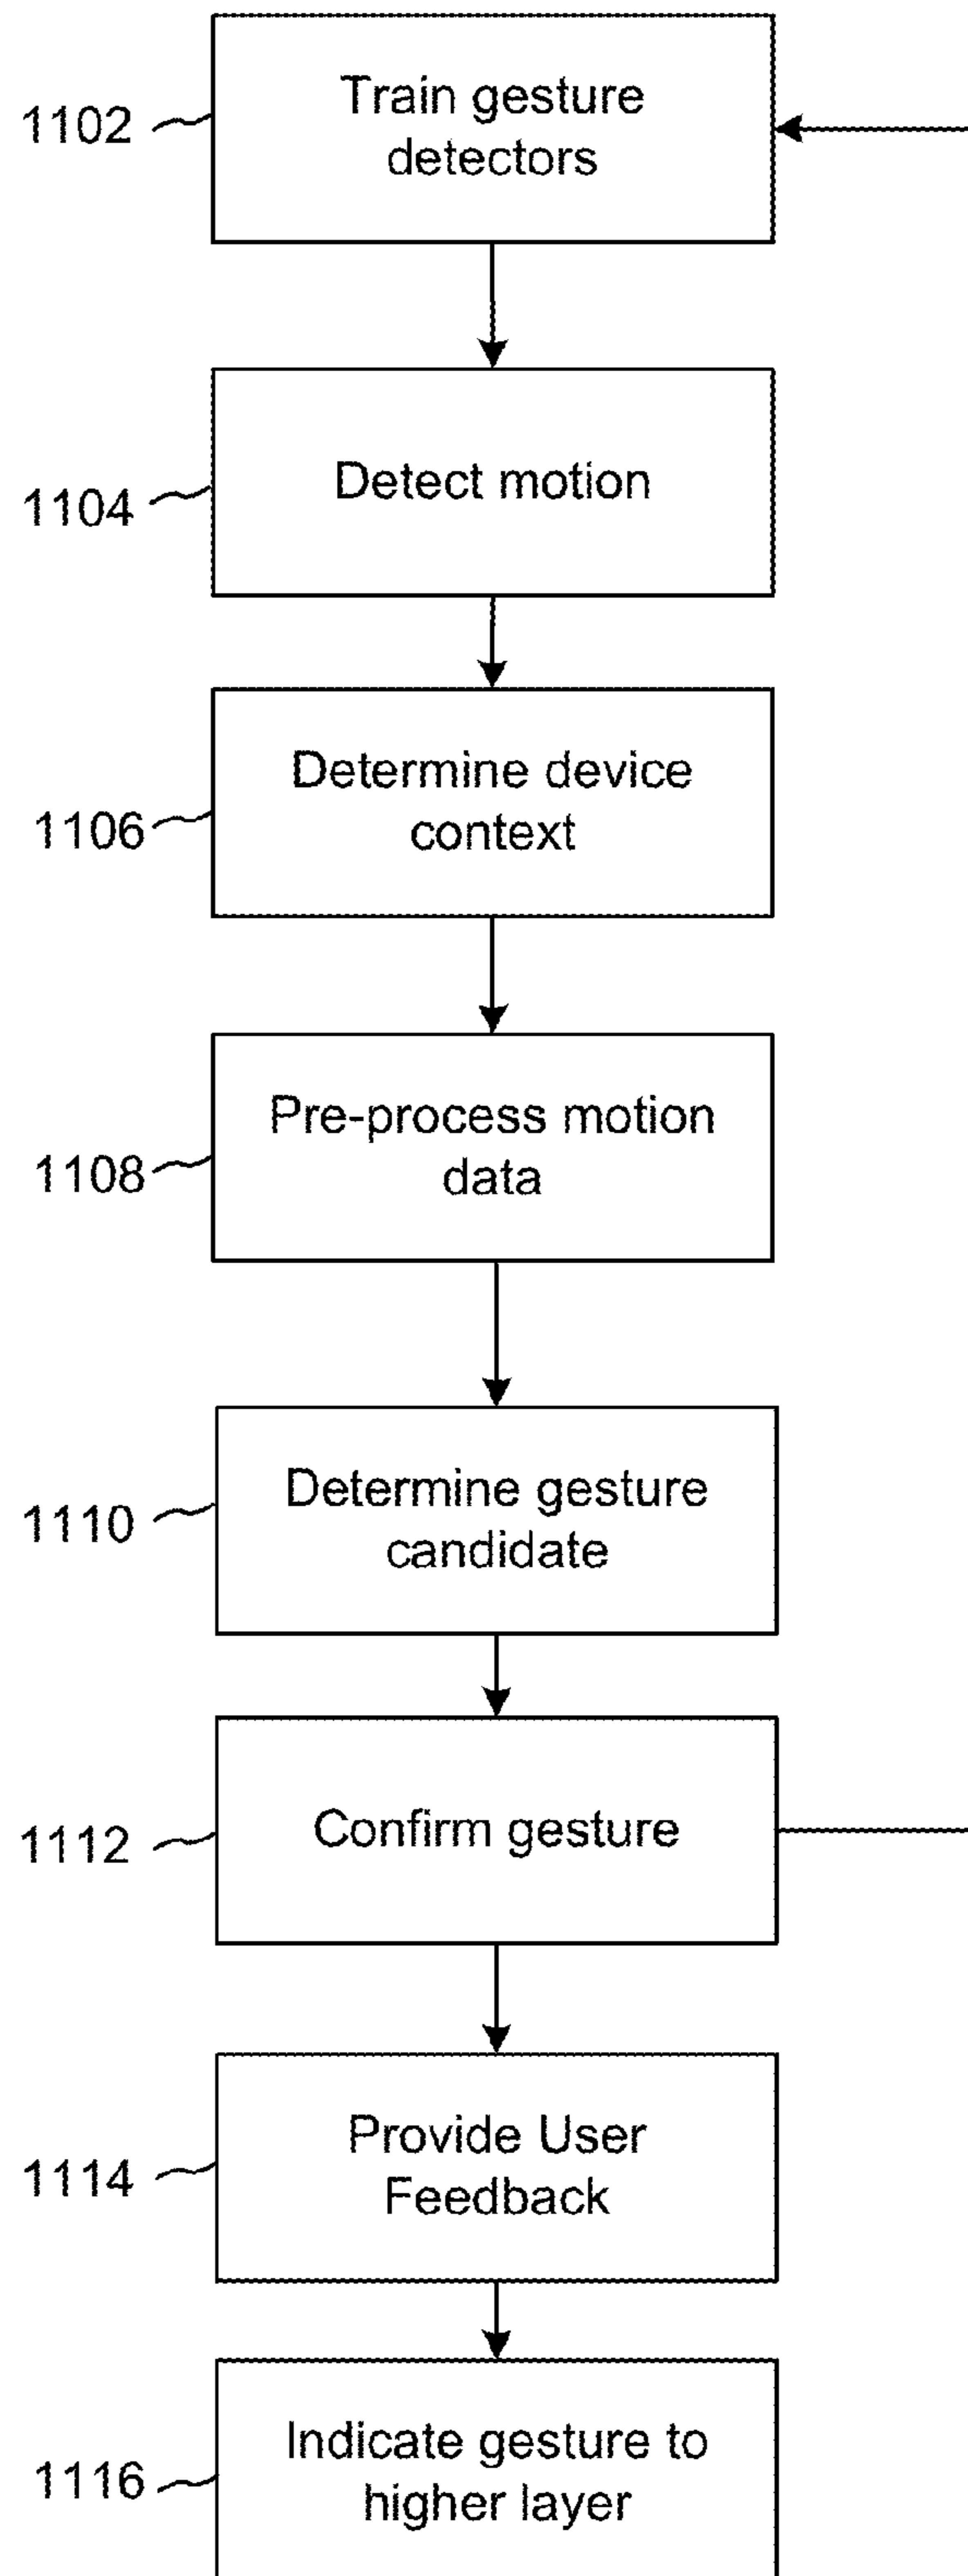 1102
Train gesture
detectors
1104
Detect motion
1106
Determine device
context
1108
Pre-process motion
data
1110
Determine gesture
candidate
1112
Confirm gesture
1114
Provide User
Feedback
1116
Indicate gesture to
higher layer